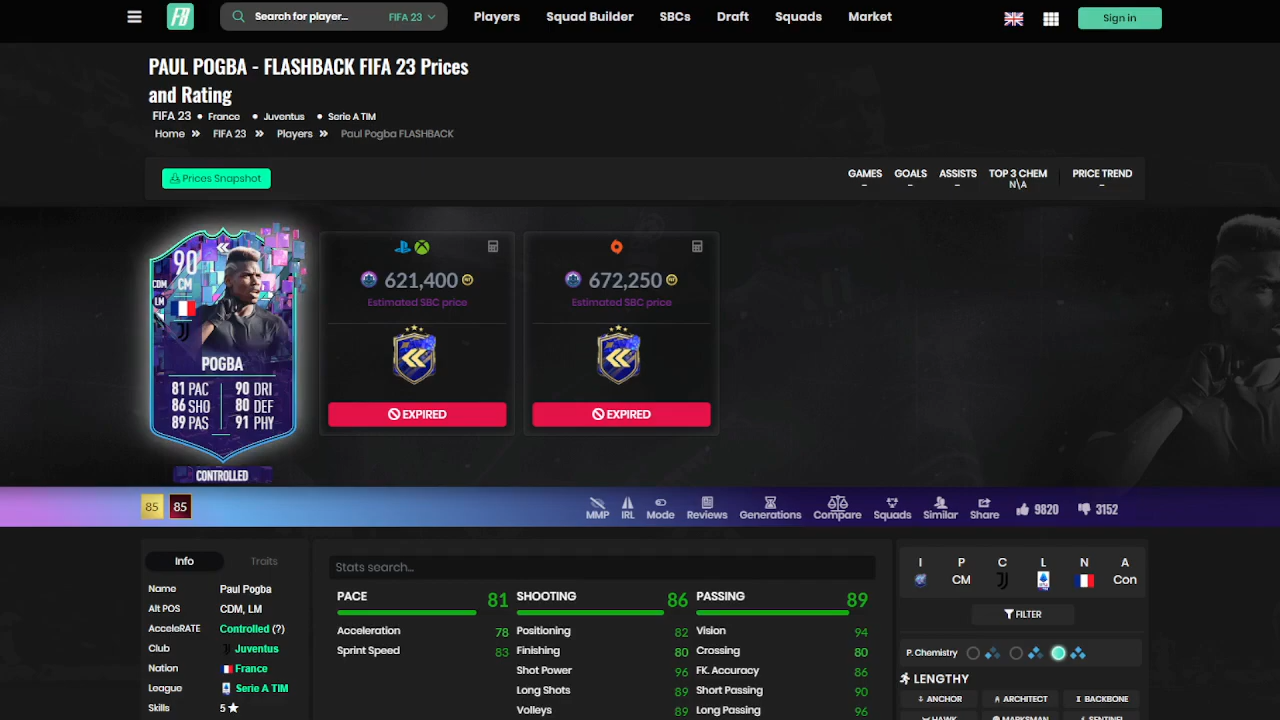 FB Search for player... FIFA 23 Players Squad Builder SBCs Draft Squads Market Sign in
PAUL POGBA - FLASHBACK FIFA 23 Prices
and Rating
FIFA 23 • France • Juventus • Serie A TIM
Home » FIFA 23 » Players » Paul Pogba FLASHBACK
Prices Snapshot
GAMES GOALS ASSISTS TOP 3 CHEM PRICE TREND
- - - N\A -
90
CM
CDM
LM
POGBA
81 PAC 90 DRI
86 SHO 80 DEF
89 PAS 91 PHY
CONTROLLED
621,400
Estimated SBC price
EXPIRED
672,250
Estimated SBC price
EXPIRED
85 85 MMP IRL Mode Reviews Generations Compare Squads Similar Share 9820 3152
Info Traits
Name Paul Pogba
Alt POS CDM, LM
AcceleRATE Controlled (?)
Club Juventus
Nation France
League Serie A TIM
Skills 5★
Stats search...
PACE 81
Acceleration 78
Sprint Speed 83
SHOOTING 86
Positioning 82
Finishing 80
Shot Power 96
Long Shots 89
Volleys 89
PASSING 89
Vision 94
Crossing 80
FK. Accuracy 86
Short Passing 90
Long Passing 96
I P C L N A
CM Con
FILTER
P. Chemistry
LENGTHY
ANCHOR ARCHITECT BACKBONE
HAWK MARKSMAN SENTINEL